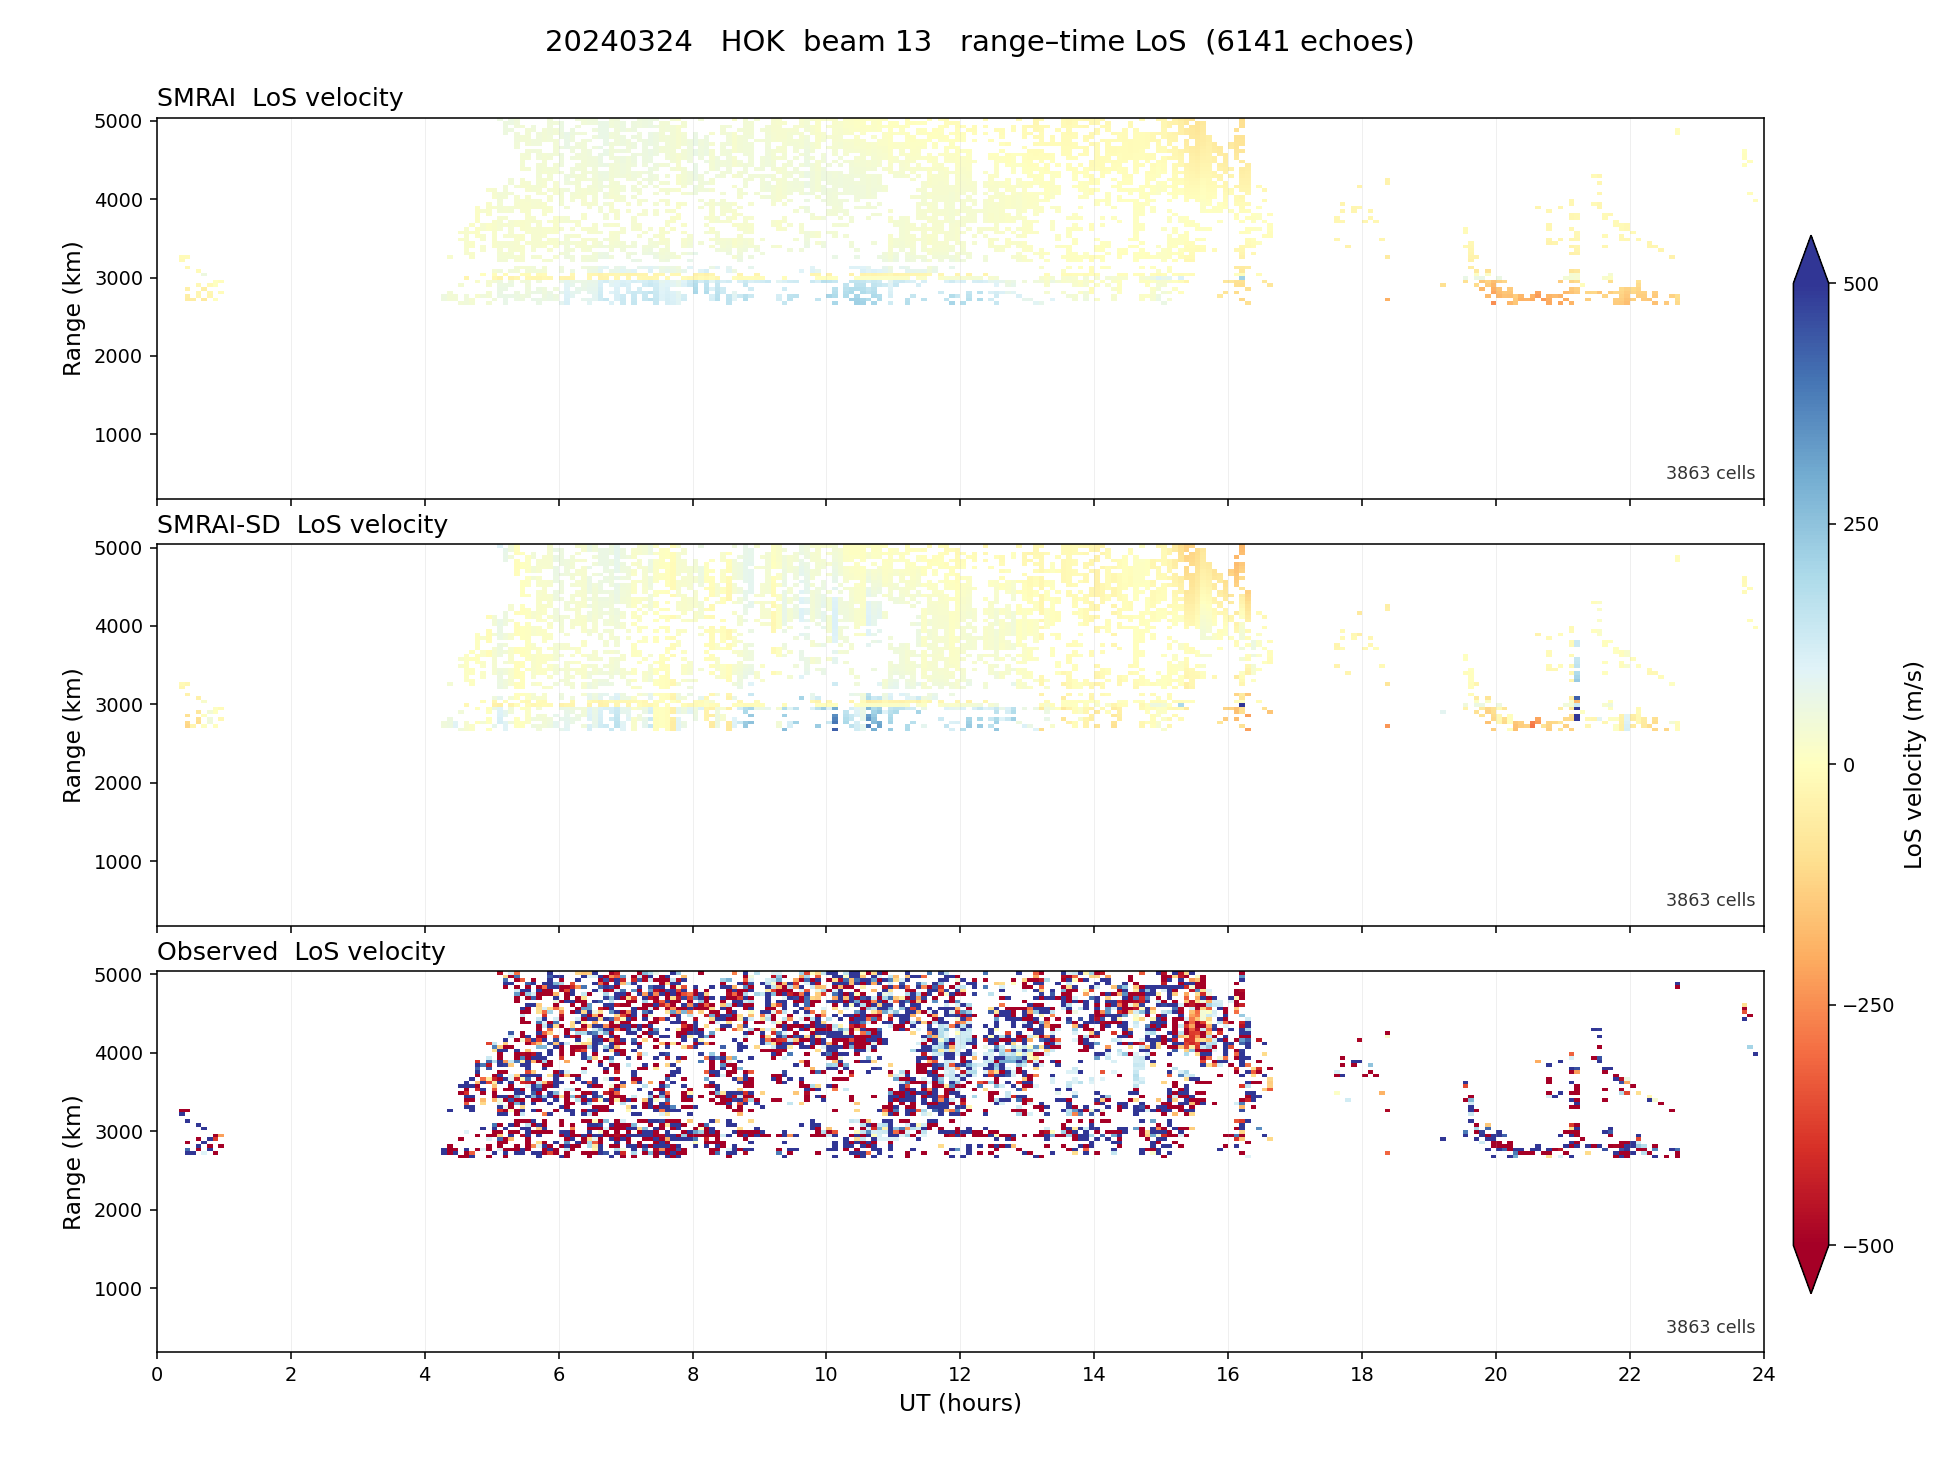 20240324 HOK beam 13 range–time LoS (6141 echoes)
SMRAI LoS velocity
5000
4000
3000
2000
1000
Range (km)
3863 cells
SMRAI-SD LoS velocity
5000
4000
3000
2000
1000
Range (km)
3863 cells
Observed LoS velocity
5000
4000
3000
2000
1000
Range (km)
3863 cells
0 2 4 6 8 10 12 14 16 18 20 22 24
UT (hours)
500
250
0
−250
−500
LoS velocity (m/s)